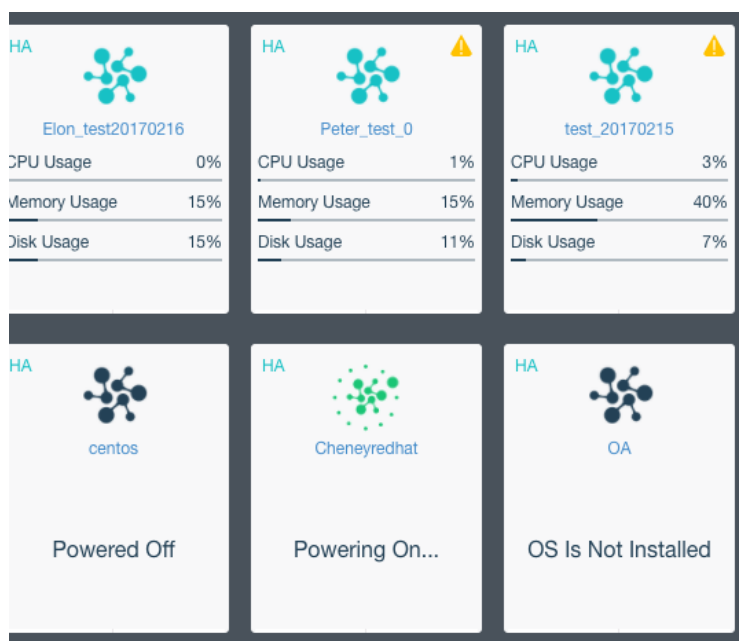 HA
Elon_test20170216
CPU Usage 0%
Memory Usage 15%
Disk Usage 15%
HA
Peter_test_0
CPU Usage 1%
Memory Usage 15%
Disk Usage 11%
HA
test_20170215
CPU Usage 3%
Memory Usage 40%
Disk Usage 7%
HA
centos
Powered Off
HA
Cheneyredhat
Powering On...
HA
OA
OS Is Not Installed